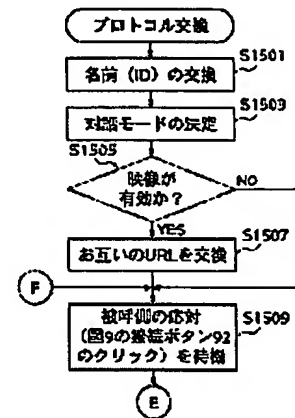 プロトコル交換
S1501
名前(ID)の交換
S1503
対話モードの決定
S1505
映像が
有効か?
NO
YES
S1507
お互いのURLを交換
F
S1509
被呼側の応対
(図9の接続ボタン92
のクリック)を待機
E